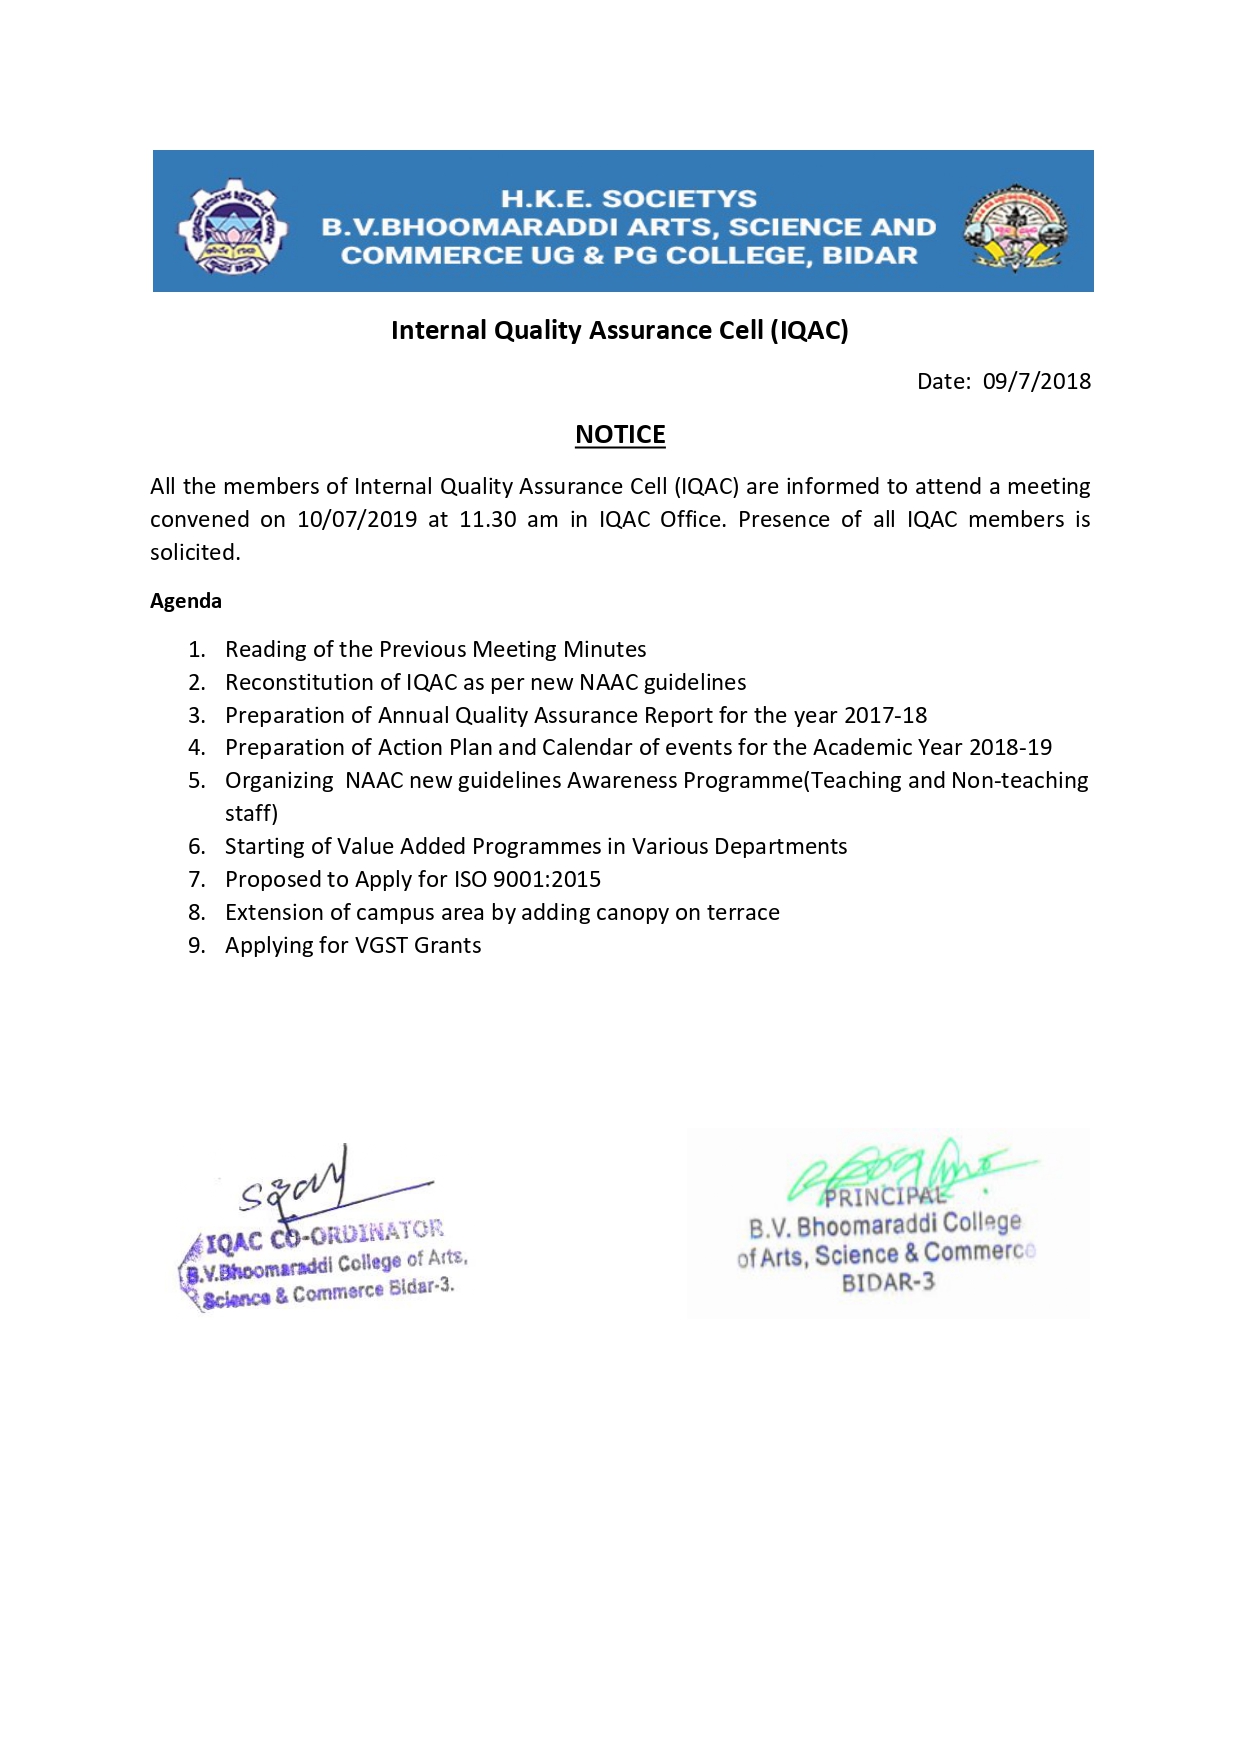 H.K.E. SOCIETYS
B.V.BHOOMARADDI ARTS, SCIENCE AND
COMMERCE UG & PG COLLEGE, BIDAR
Internal Quality Assurance Cell (IQAC)
Date:  09/7/2018
NOTICE
All the members of Internal Quality Assurance Cell (IQAC) are informed to attend a meeting
convened on 10/07/2019 at 11.30 am in IQAC Office. Presence of all IQAC members is
solicited.
Agenda
1. Reading of the Previous Meeting Minutes
2. Reconstitution of IQAC as per new NAAC guidelines
3. Preparation of Annual Quality Assurance Report for the year 2017-18
4. Preparation of Action Plan and Calendar of events for the Academic Year 2018-19
5. Organizing  NAAC new guidelines Awareness Programme(Teaching and Non-teaching
staff)
6. Starting of Value Added Programmes in Various Departments
7. Proposed to Apply for ISO 9001:2015
8. Extension of campus area by adding canopy on terrace
9. Applying for VGST Grants
IQAC CO-ORDINATOR
B.V.Bhoomaraddi College of Arts,
Science & Commerce Bidar-3.
PRINCIPAL
B.V. Bhoomaraddi College
of Arts, Science & Commerce
BIDAR-3